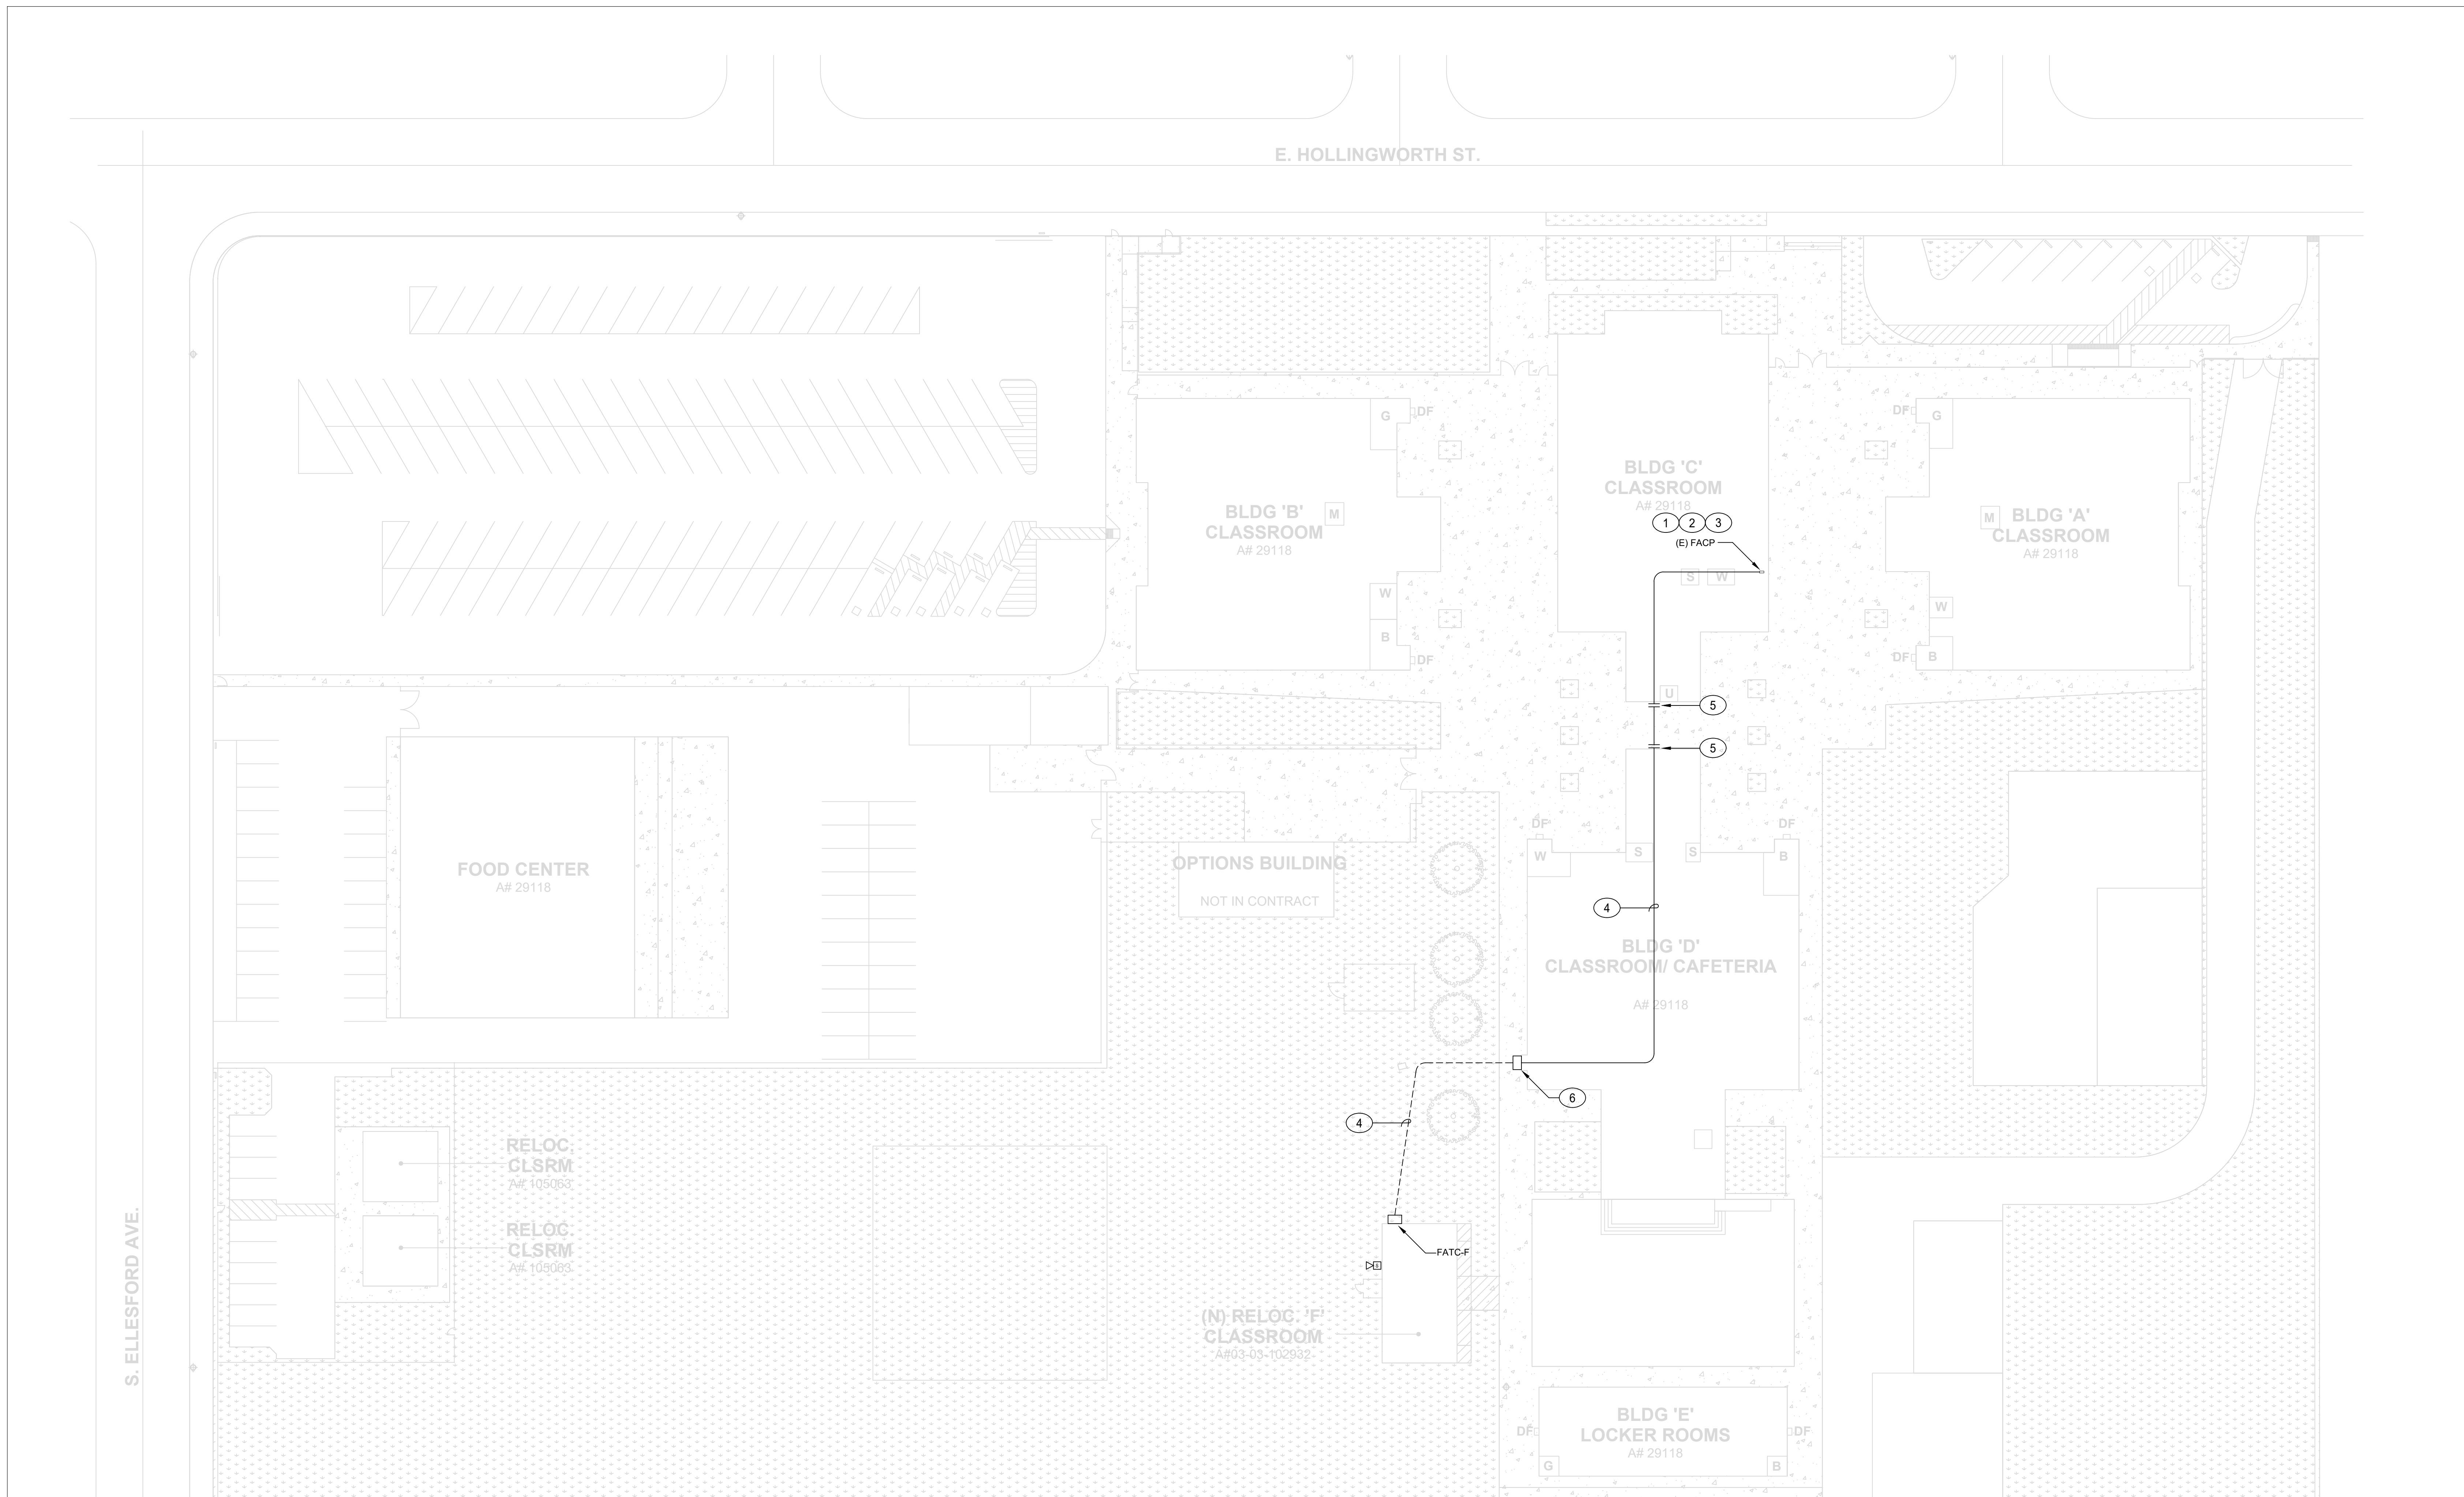 E. HOLLINGWORTH ST.
G
DF
DF
G
BLDG 'C'
CLASSROOM
A# 29118
BLDG 'B'
CLASSROOM
A# 29118
M
M
BLDG 'A'
CLASSROOM
A# 29118
1
2
3
(E) FACP
S
W
W
B
DF
W
DF
B
U
5
5
DF
DF
W
S
S
B
FOOD CENTER
A# 29118
OPTIONS BUILDING
NOT IN CONTRACT
4
BLDG 'D'
CLASSROOM/ CAFETERIA
A# 29118
6
4
RELOC.
CLSRM
A# 105063
RELOC.
CLSRM
A# 105063
FATC-F
S. ELLESFORD AVE.
(N) RELOC. 'F'
CLASSROOM
A#03-03-102932
BLDG 'E'
LOCKER ROOMS
A# 29118
DF
DF
G
B